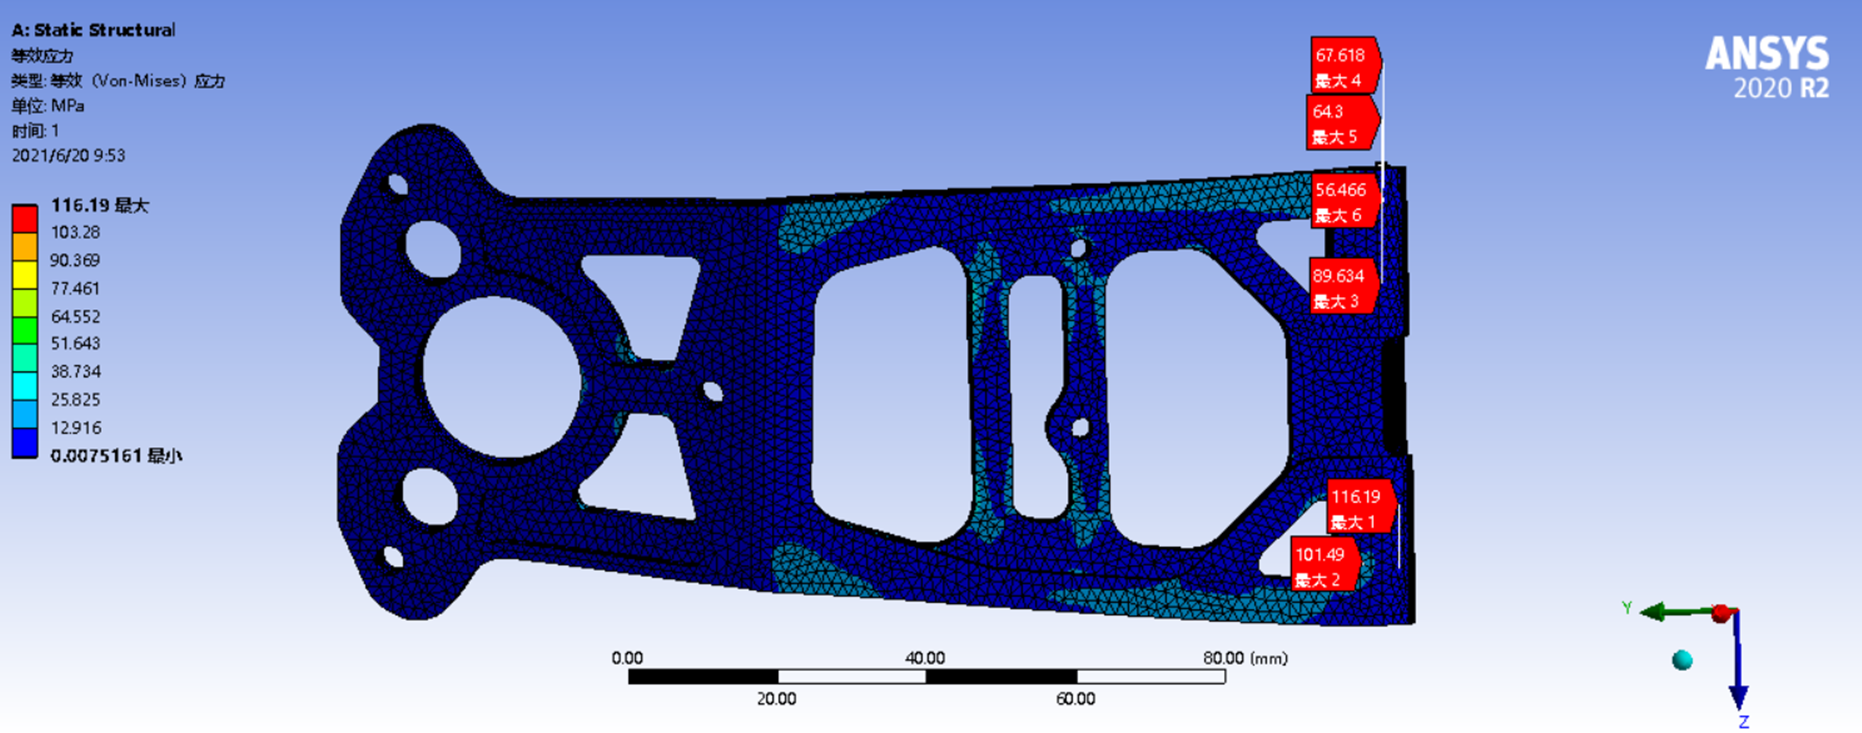 A: Static Structural
等效应力
类型: 等效（Von-Mises）应力
单位: MPa
时间: 1
2021/6/20 9:53
116.19 最大
103.28
90.369
77.461
64.552
51.643
38.734
25.825
12.916
0.0075161 最小
67.618
最大 4
64.3
最大 5
56.466
最大 6
89.634
最大 3
116.19
最大 1
101.49
最大 2
ANSYS
2020 R2
0.00 40.00 80.00 (mm)
20.00 60.00
Y
Z